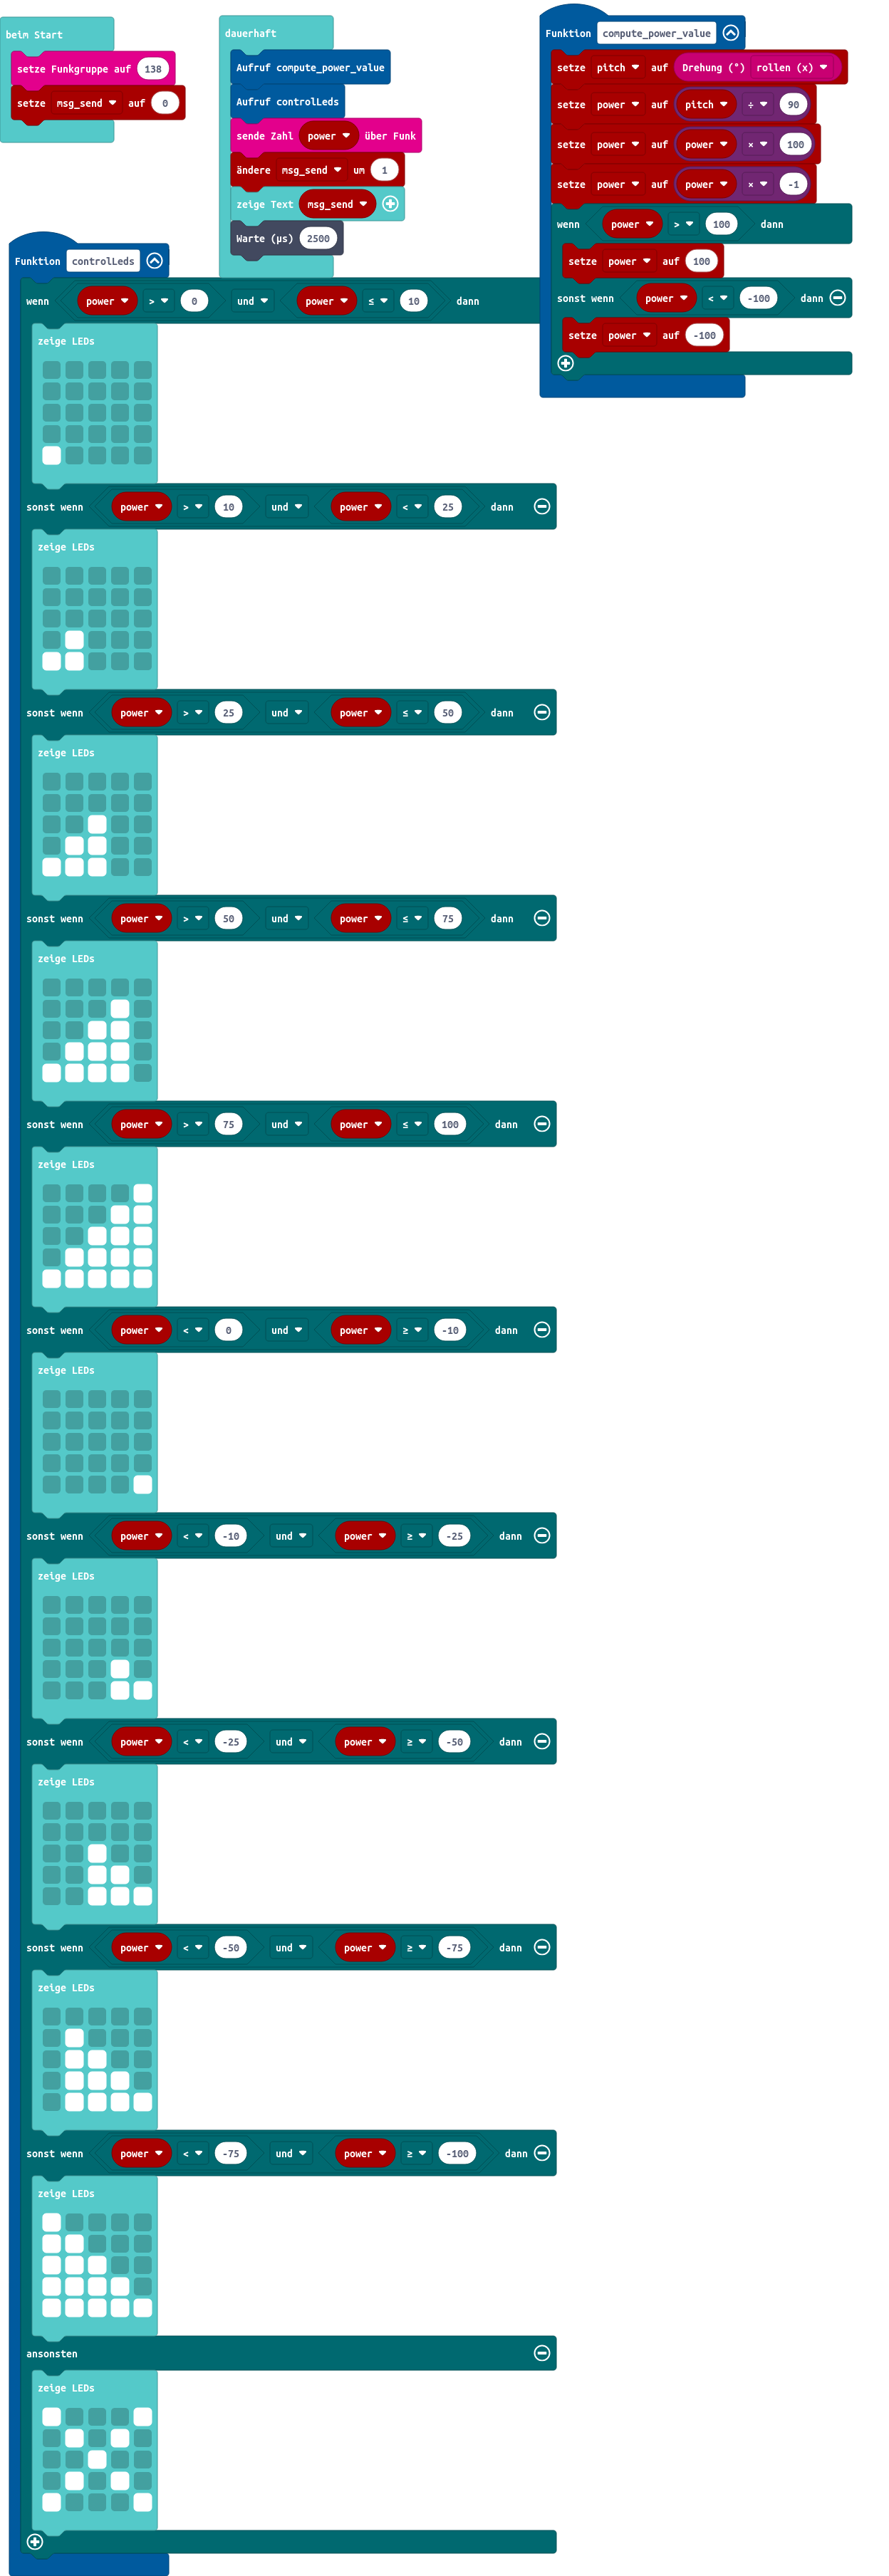 beim Start
setze Funkgruppe auf 138
setze msg_send auf 0
dauerhaft
Aufruf compute_power_value
Aufruf controlLeds
sende Zahl power über Funk
ändere msg_send um 1
zeige Text msg_send
Warte (µs) 2500
Funktion compute_power_value
setze pitch auf Drehung (°) rollen (x)
setze power auf pitch ÷ 90
setze power auf power × 100
setze power auf power × -1
wenn power > 100 dann
setze power auf 100
sonst wenn power < -100 dann
setze power auf -100
Funktion controlLeds
wenn power > 0 und power ≤ 10 dann
zeige LEDs
sonst wenn power > 10 und power < 25 dann
zeige LEDs
sonst wenn power > 25 und power ≤ 50 dann
zeige LEDs
sonst wenn power > 50 und power ≤ 75 dann
zeige LEDs
sonst wenn power > 75 und power ≤ 100 dann
zeige LEDs
sonst wenn power < 0 und power ≥ -10 dann
zeige LEDs
sonst wenn power < -10 und power ≥ -25 dann
zeige LEDs
sonst wenn power < -25 und power ≥ -50 dann
zeige LEDs
sonst wenn power < -50 und power ≥ -75 dann
zeige LEDs
sonst wenn power < -75 und power ≥ -100 dann
zeige LEDs
ansonsten
zeige LEDs